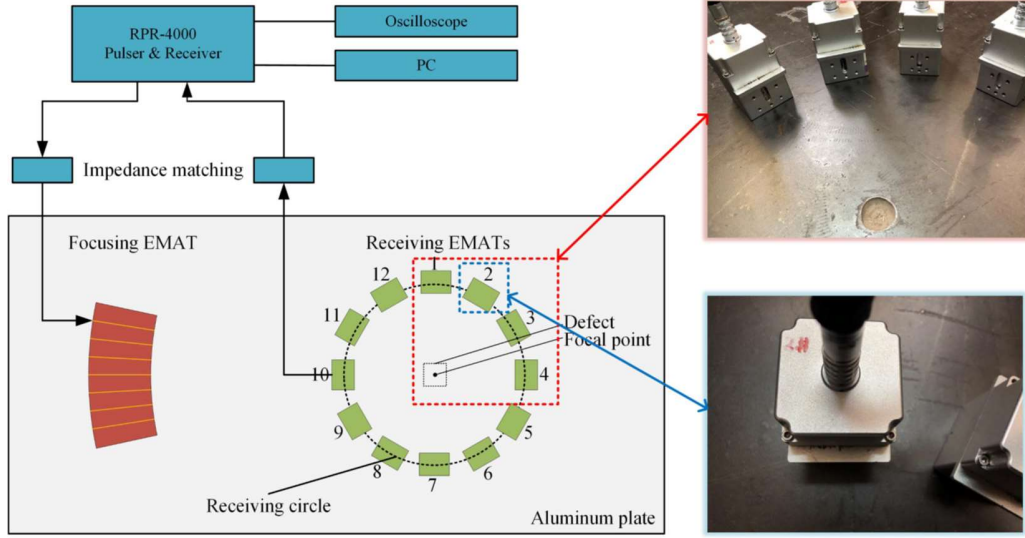 RPR-4000
Pulser & Receiver
Oscilloscope
PC
Impedance matching
Focusing EMAT
Receiving EMATs
1
2
3
4
5
6
7
8
9
10
11
12
Defect
Focal point
Receiving circle
Aluminum plate